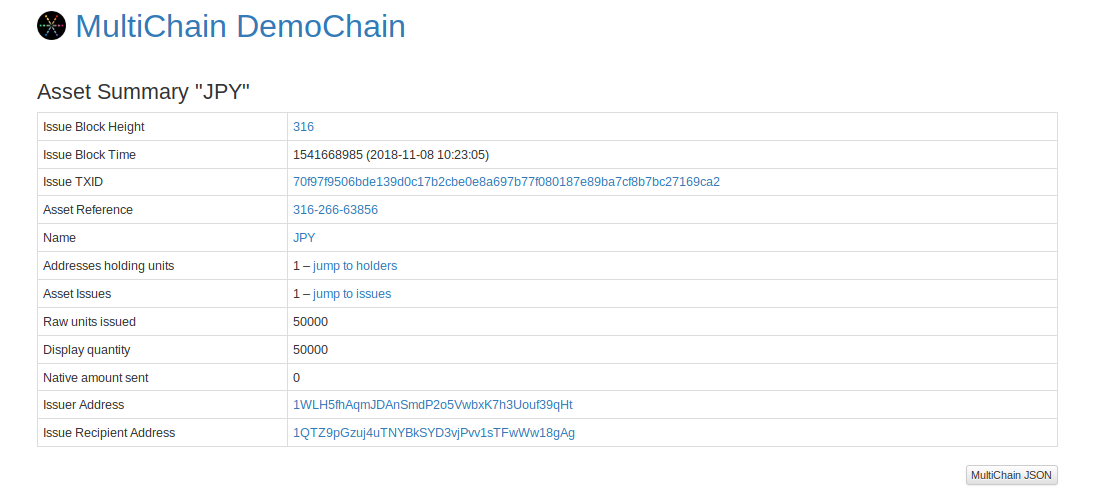 MultiChain DemoChain
Asset Summary "JPY"
Issue Block Height 316
Issue Block Time 1541668985 (2018-11-08 10:23:05)
Issue TXID 70f97f9506bde139d0c17b2cbe0e8a697b77f080187e89ba7cf8b7bc27169ca2
Asset Reference 316-266-63856
Name JPY
Addresses holding units 1 – jump to holders
Asset Issues 1 – jump to issues
Raw units issued 50000
Display quantity 50000
Native amount sent 0
Issuer Address 1WLH5fhAqmJDAnSmdP2o5VwbxK7h3Uouf39qHt
Issue Recipient Address 1QTZ9pGzuj4uTNYBkSYD3vjPvv1sTFwWw18gAg
MultiChain JSON